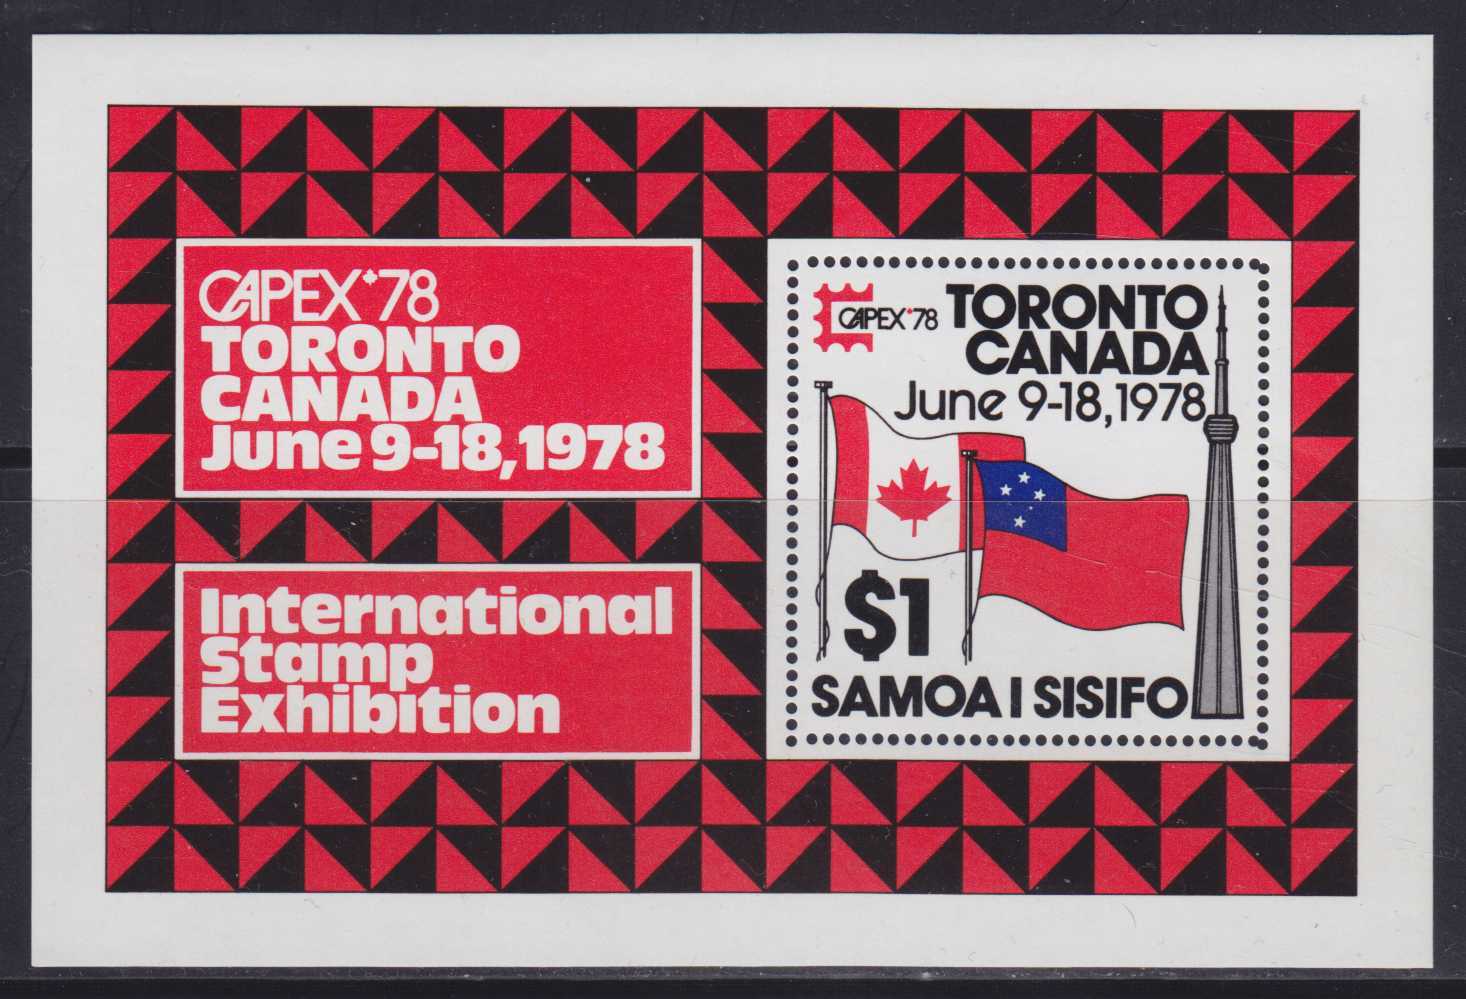 CAPEX'78
TORONTO
CANADA
June 9-18, 1978
International
Stamp
Exhibition
CAPEX'78
TORONTO
CANADA
June 9-18, 1978
$1
SAMOA I SISIFO